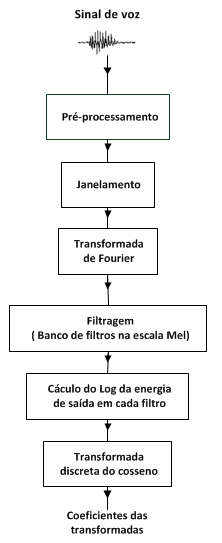 Sinal de voz
Pré-processamento
Janelamento
Transformada
de Fourier
Filtragem
( Banco de filtros na escala Mel)
Cáculo do Log da energia
de saída em cada filtro
Transformada
discreta do cosseno
Coeficientes das
transformadas